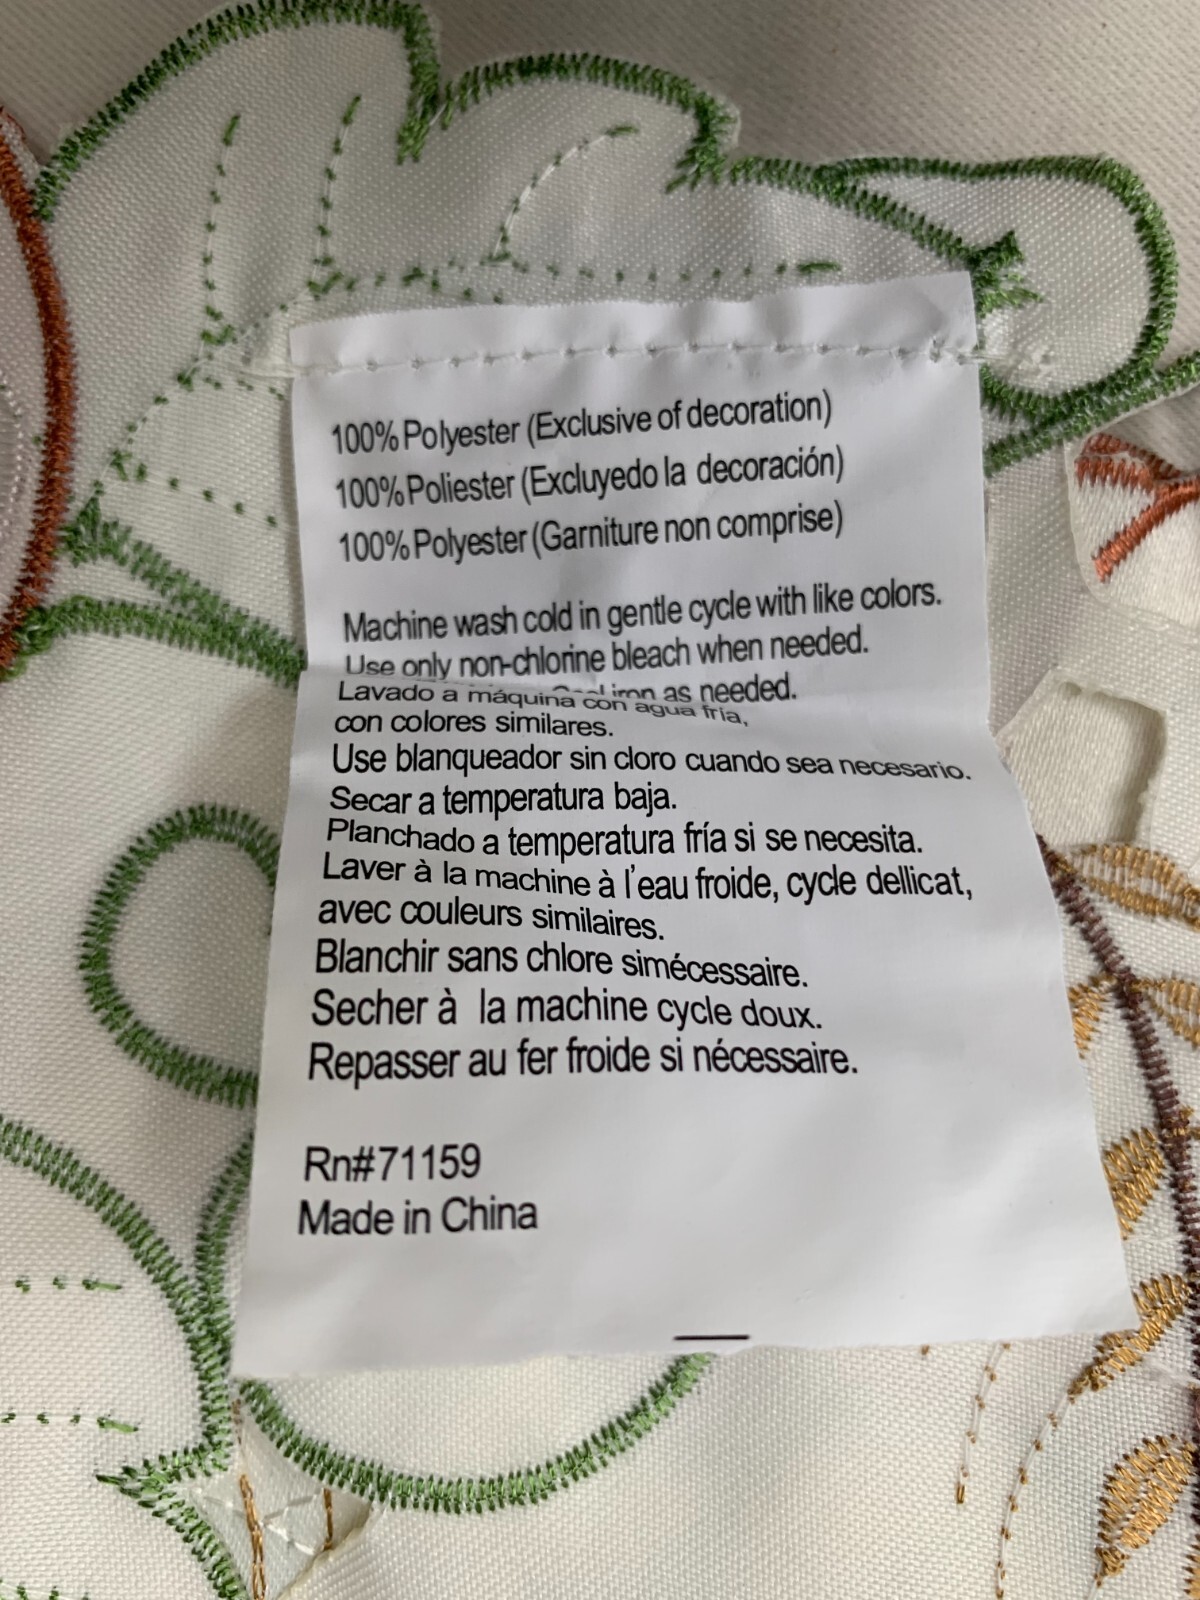 100% Polyester (Exclusive of decoration)
100% Poliester (Excluyedo la decoración)
100% Polyester (Garniture non comprise)
Machine wash cold in gentle cycle with like colors.
Use only non-chlorine bleach when needed.
iron as needed.
Lavado a máquina con agua fría,
con colores similares.
Use blanqueador sin cloro cuando sea necesario.
Secar a temperatura baja.
Planchado a temperatura fría si se necesita.
Laver à la machine à l'eau froide, cycle dellicat,
avec couleurs similaires.
Blanchir sans chlore simécessaire.
Secher à la machine cycle doux.
Repasser au fer froide si nécessaire.
Rn#71159
Made in China